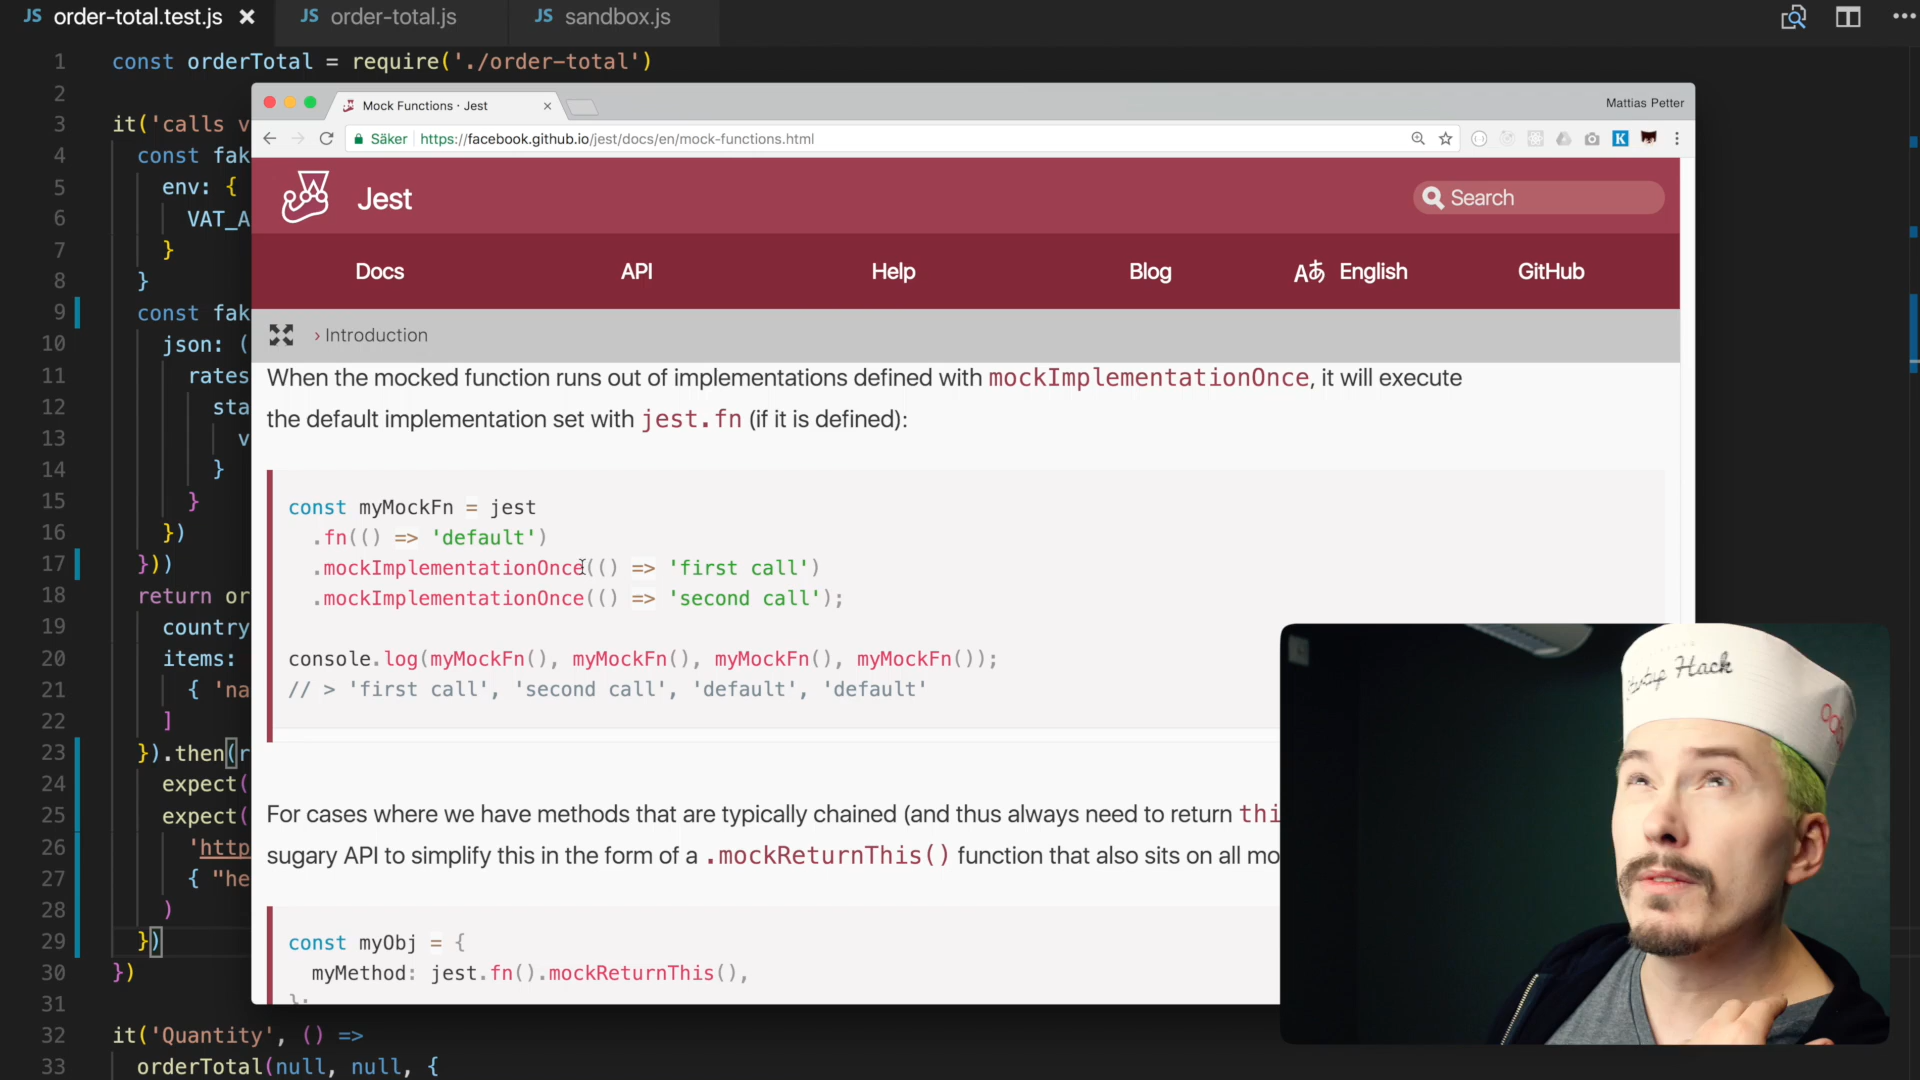 JS order-total.test.js × JS order-total.js JS sandbox.js
1 const orderTotal = require('./order-total')
2
3 it('calls v
4 const fak
5 env: {
6 VAT_A
7 }
8 }
9 const fak
10 json: (
11 rates
12 sta
13 v
14 }
15 }
16 })
17 }))
18 return or
19 country
20 items:
21 { 'na
22 ]
23 }).then(r
24 expect(
25 expect(
26 'http
27 { "he
28 )
29 })
30 })
31
32 it('Quantity', () =>
33 orderTotal(null, null, {
Mock Functions · Jest ×
Mattias Petter
Säker https://facebook.github.io/jest/docs/en/mock-functions.html
K
Jest
Search
Docs API Help Blog Aあ English GitHub
› Introduction
When the mocked function runs out of implementations defined with mockImplementationOnce, it will execute
the default implementation set with jest.fn (if it is defined):
const myMockFn = jest
.fn(() => 'default')
.mockImplementationOnce(() => 'first call')
.mockImplementationOnce(() => 'second call');
console.log(myMockFn(), myMockFn(), myMockFn(), myMockFn());
// > 'first call', 'second call', 'default', 'default'
For cases where we have methods that are typically chained (and thus always need to return thi
sugary API to simplify this in the form of a .mockReturnThis() function that also sits on all mo
const myObj = {
myMethod: jest.fn().mockReturnThis(),
};
Hack